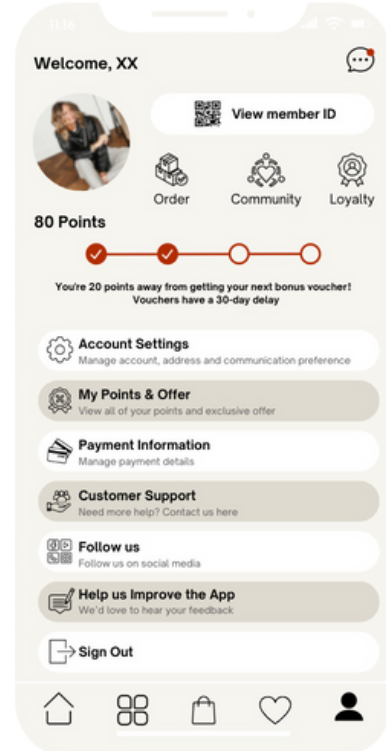 11:16
Welcome, XX
View member ID
Order
Community
Loyalty
80 Points
You're 20 points away from getting your next bonus voucher!
Vouchers have a 30-day delay
Account Settings
Manage account, address and communication preference
My Points & Offer
View all of your points and exclusive offer
Payment Information
Manage payment details
Customer Support
Need more help? Contact us here
Follow us
Follow us on social media
Help us Improve the App
We'd love to hear your feedback
Sign Out